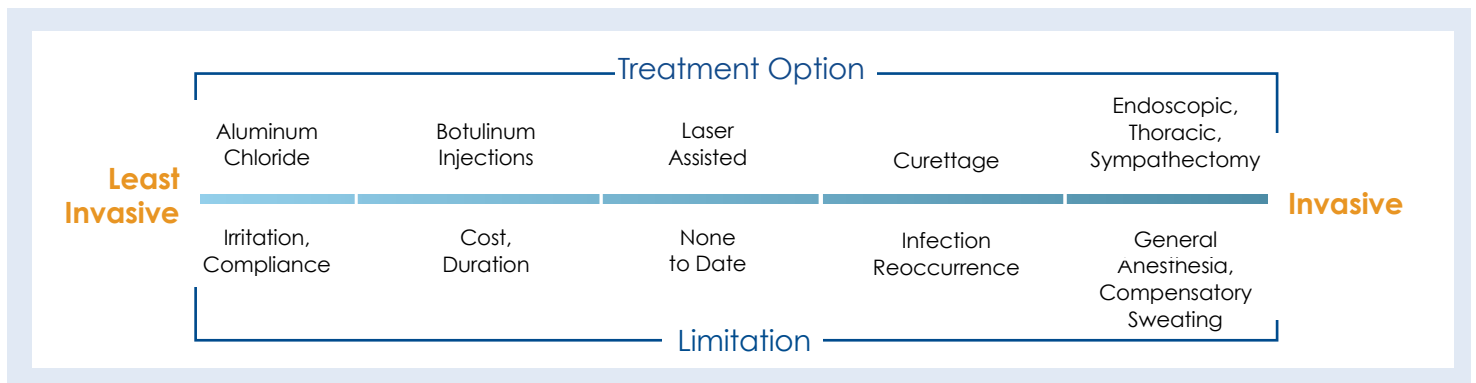 Treatment Option
Aluminum
Chloride
Botulinum
Injections
Laser
Assisted
Curettage
Endoscopic,
Thoracic,
Sympathectomy
Least
Invasive
Invasive
Irritation,
Compliance
Cost,
Duration
None
to Date
Infection
Reoccurrence
General
Anesthesia,
Compensatory
Sweating
Limitation